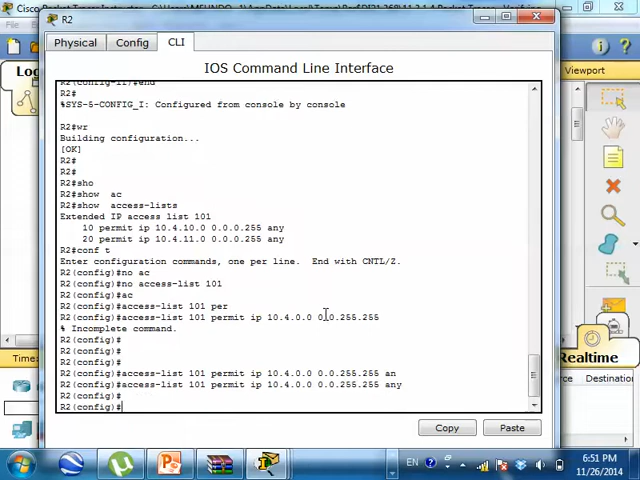 R2
Physical
Config
CLI
Viewport
IOS Command Line Interface
R2#
%SYS-5-CONFIG_I: Configured from console by console
R2#wr
Building configuration...
[OK]
R2#
R2#
R2#sho
R2#show  ac
R2#show  access-lists
Extended IP access list 101
10 permit ip 10.4.10.0 0.0.0.255 any
20 permit ip 10.4.11.0 0.0.0.255 any
R2#conf t
Enter configuration commands, one per line.  End with CNTL/Z.
R2(config)#no ac
R2(config)#no access-list 101
R2(config)#ac
R2(config)#access-list 101 per
R2(config)#access-list 101 permit ip 10.4.0.0 0.0.255.255
% Incomplete command.
R2(config)#
R2(config)#
R2(config)#
R2(config)#access-list 101 permit ip 10.4.0.0 0.0.255.255 an
R2(config)#access-list 101 permit ip 10.4.0.0 0.0.255.255 any
R2(config)#
R2(config)#
Time:
Realtime
Destination
Copy
Paste
EN
6:51 PM
11/26/2014